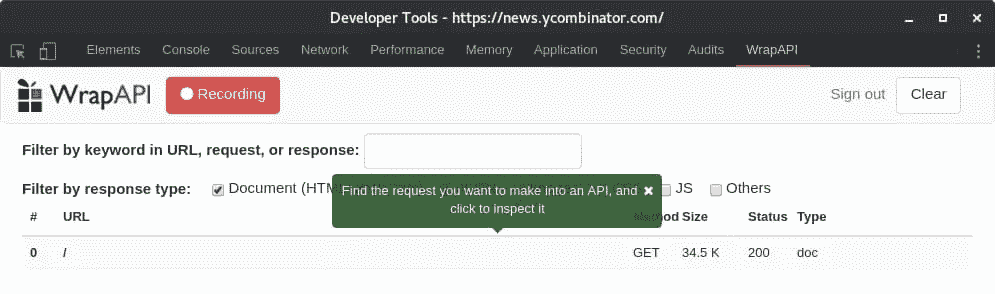 Developer Tools - https://news.ycombinator.com/
Elements Console Sources Network Performance Memory Application Security Audits WrapAPI
WrapAPI Recording Sign out Clear
Filter by keyword in URL, request, or response:
Filter by response type: Document (HTM JS Others
Find the request you want to make into an API, and
click to inspect it
# URL Size Status Type
0 / GET 34.5 K 200 doc